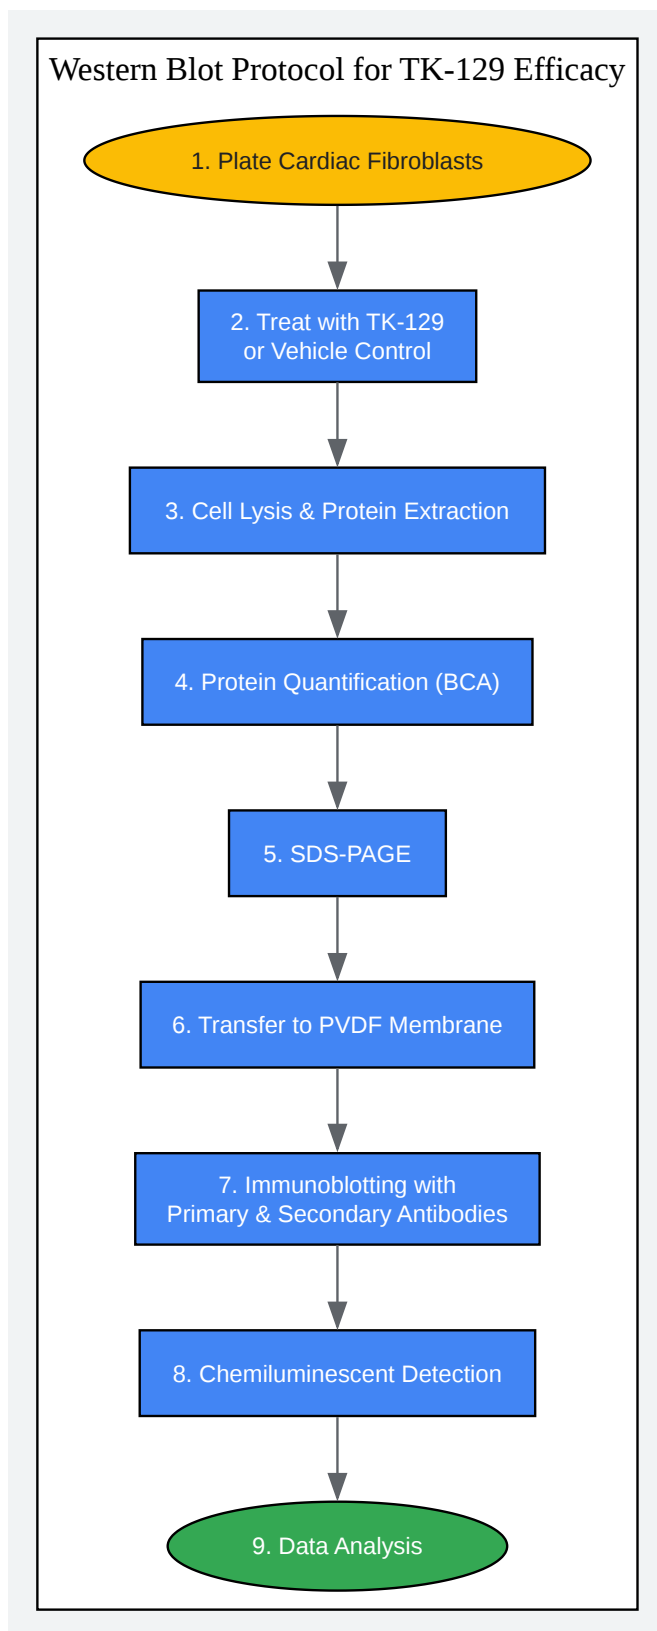 Western Blot Protocol for TK-129 Efficacy
1. Plate Cardiac Fibroblasts
2. Treat with TK-129
or Vehicle Control
3. Cell Lysis & Protein Extraction
4. Protein Quantification (BCA)
5. SDS-PAGE
6. Transfer to PVDF Membrane
7. Immunoblotting with
Primary & Secondary Antibodies
8. Chemiluminescent Detection
9. Data Analysis